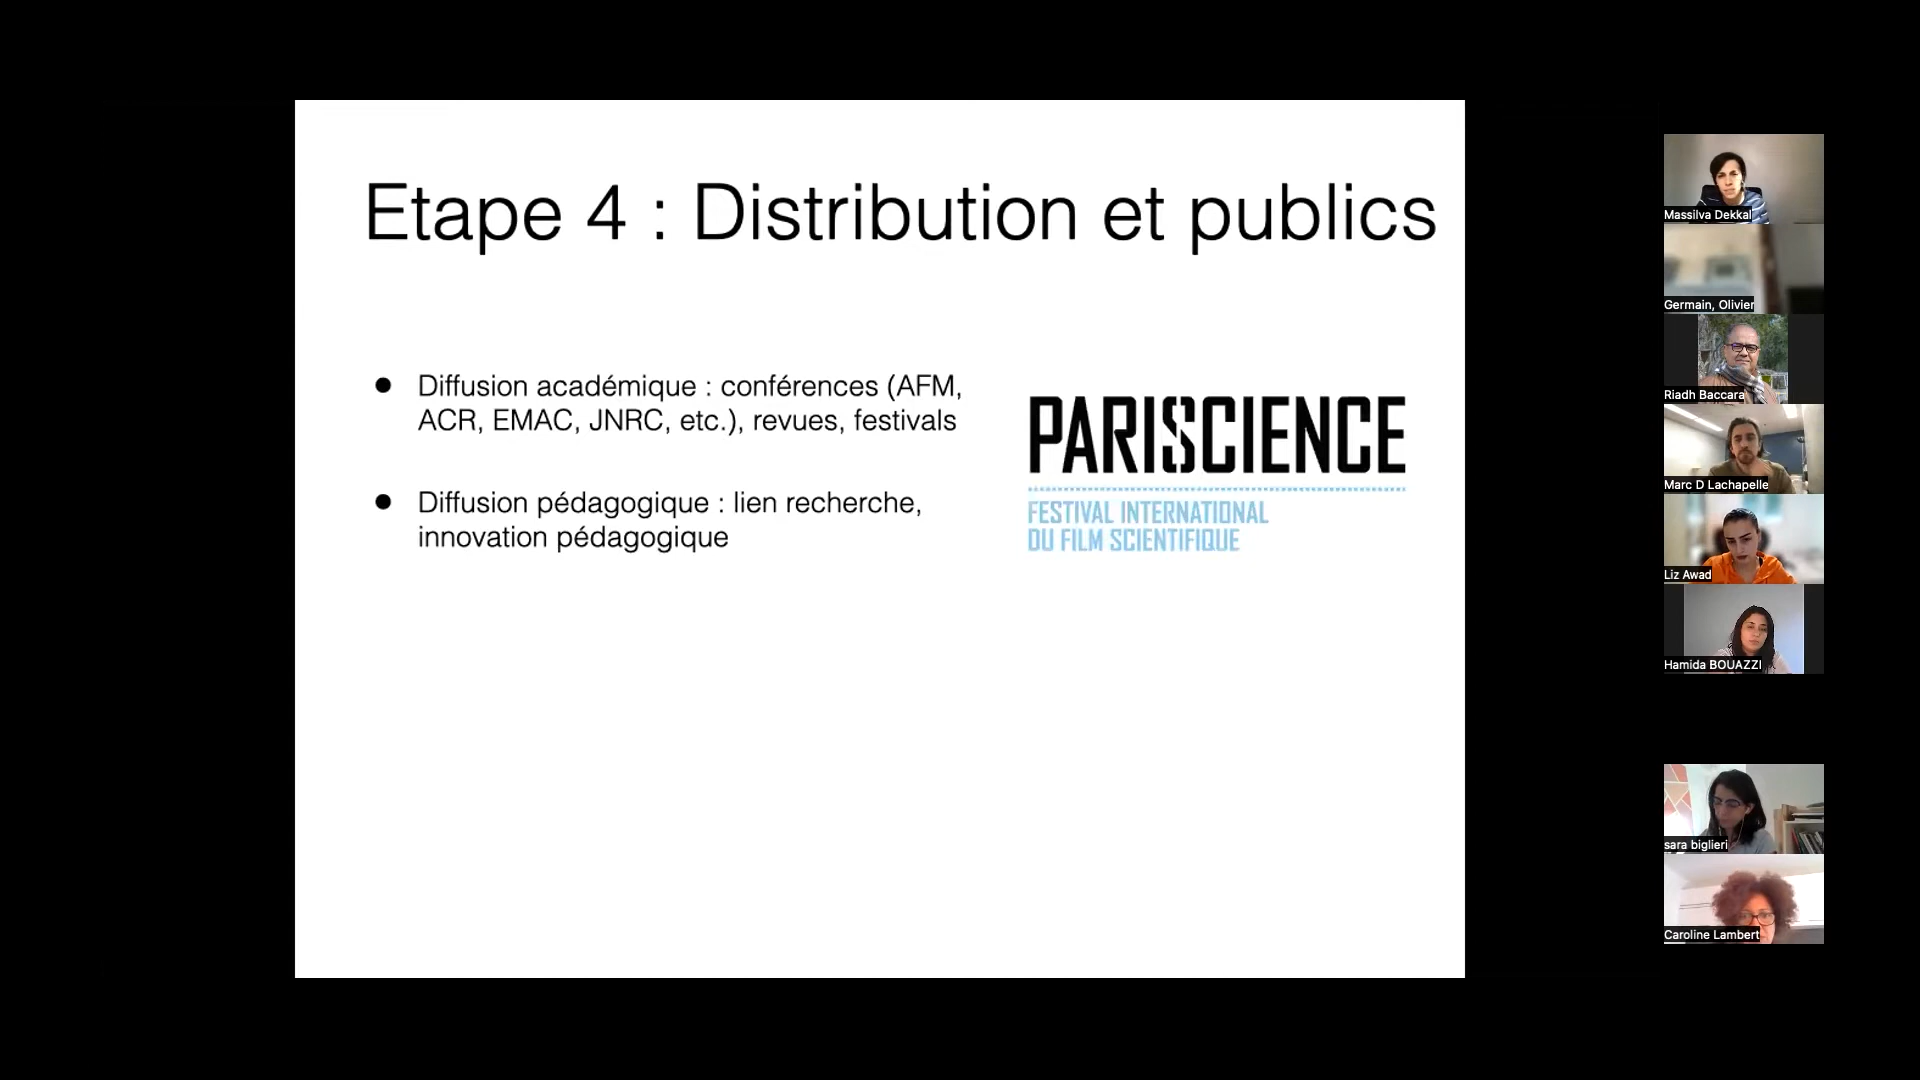 Etape 4 : Distribution et publics
● Diffusion académique : conférences (AFM,
ACR, EMAC, JNRC, etc.), revues, festivals
● Diffusion pédagogique : lien recherche,
innovation pédagogique
PARISCIENCE
FESTIVAL INTERNATIONAL
DU FILM SCIENTIFIQUE
Massilva Dekkal
Germain, Olivier
Riadh Baccara
Marc D Lachapelle
Liz Awad
Hamida BOUAZZI
sara biglieri
Caroline Lambert